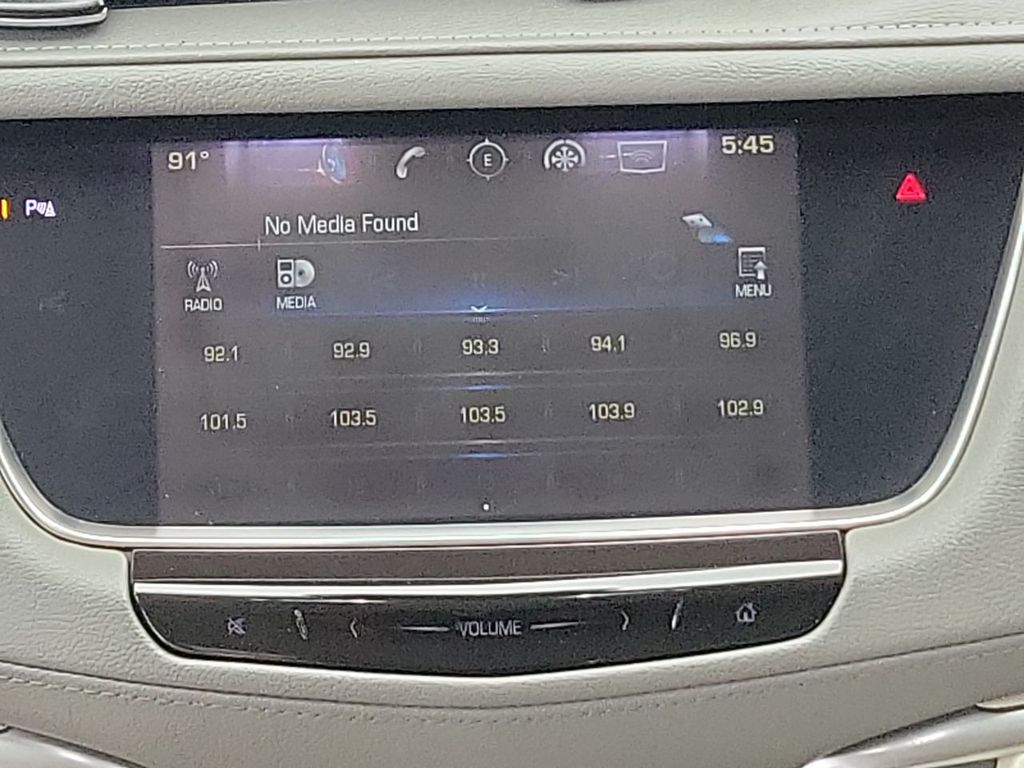 91° E 5:45
P
No Media Found
RADIO MEDIA MENU
92.1 92.9 93.3 94.1 96.9
101.5 103.5 103.5 103.9 102.9
VOLUME